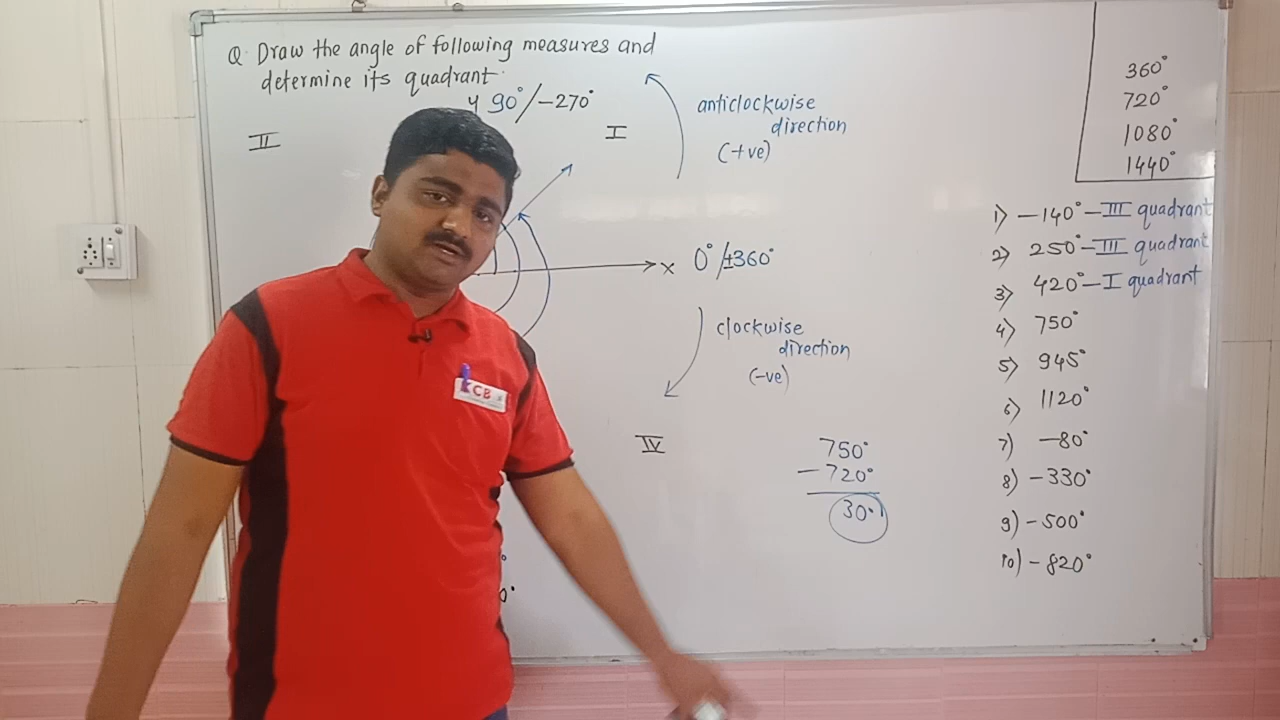 Q. Draw the angle of following measures and
determine its quadrant.
y 90°/-270°
II
I
anticlockwise
direction
(+ve)
x 0°/±360°
clockwise
direction
(-ve)
IV
750°
-720°
30°
360°
720°
1080°
1440°
1) -140° - III quadrant
2) 250° - III quadrant
3) 420° - I quadrant
4) 750°
5) 945°
6) 1120°
7) -80°
8) -330°
9) -500°
10) -820°
KCB